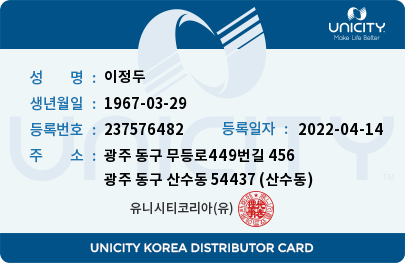 UNICITY
Make Life Better
성 명 : 이정두
생년월일 : 1967-03-29
등록번호 : 237576482 등록일자 : 2022-04-14
주 소 : 광주 동구 무등로449번길 456
광주 동구 산수동 54437 (산수동)
UNICITY
유니시티코리아(유)
UNICITY KOREA DISTRIBUTOR CARD